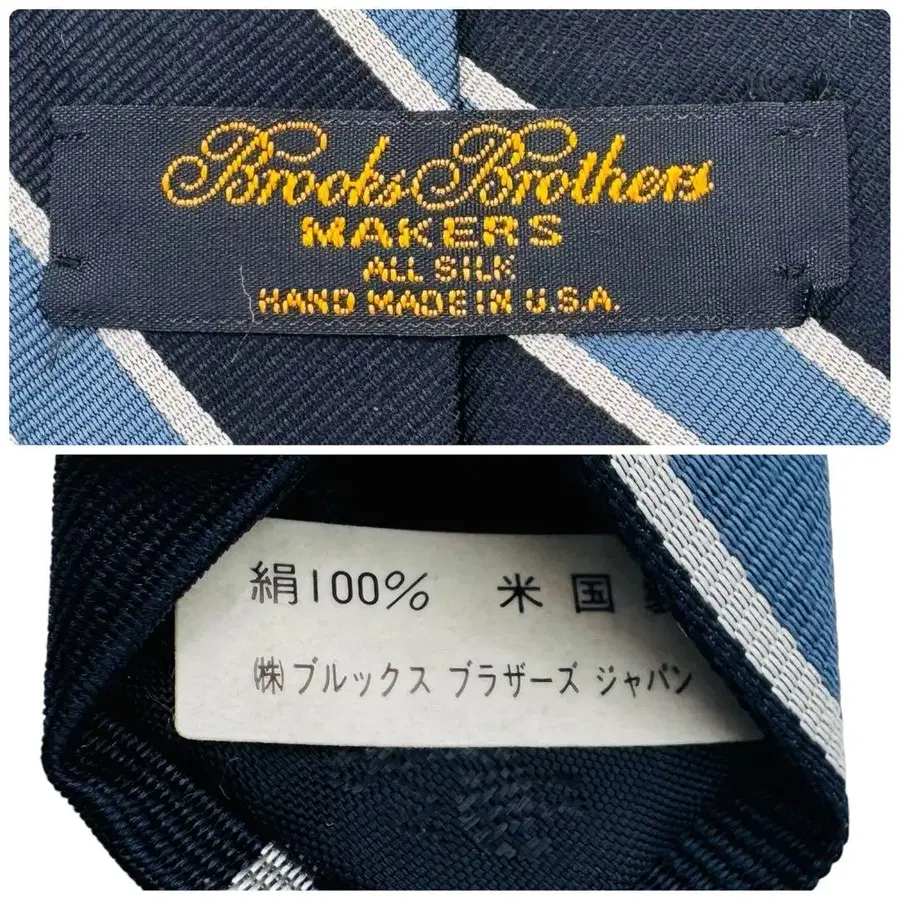 Brooks Brothers
MAKERS
ALL SILK
HAND MADE IN U.S.A.
絹100% 米国
㈱ブルックス ブラザーズ ジャパン